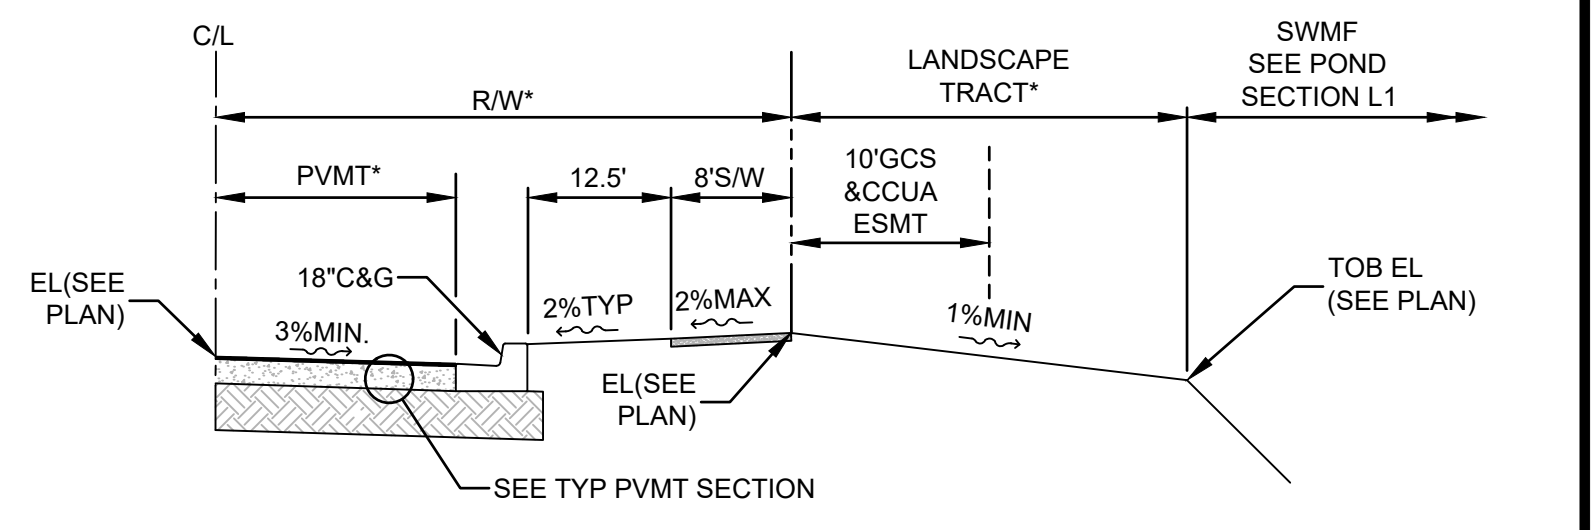 C/L
R/W*
LANDSCAPE
TRACT*
SWMF
SEE POND
SECTION L1
PVMT*
12.5'
8'S/W
10'GCS
&CCUA
ESMT
EL(SEE
PLAN)
18"C&G
3%MIN.
2%TYP
2%MAX
1%MIN
TOB EL
(SEE PLAN)
EL(SEE
PLAN)
SEE TYP PVMT SECTION